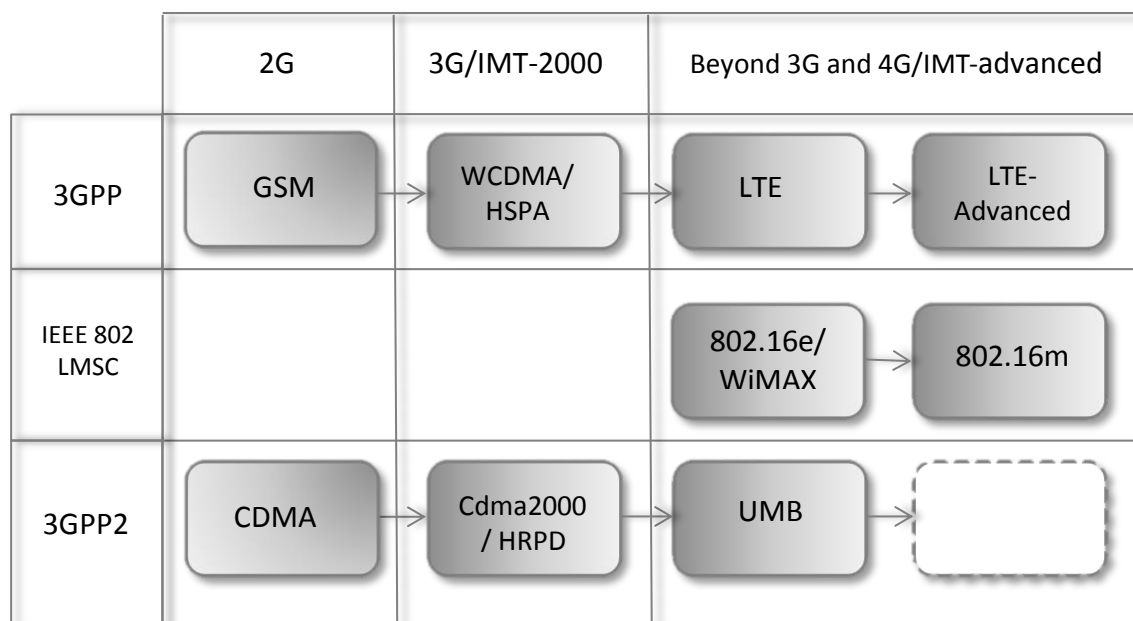 2G
3G/IMT-2000
Beyond 3G and 4G/IMT-advanced
3GPP
GSM
WCDMA/
HSPA
LTE
LTE-
Advanced
IEEE 802
LMSC
802.16e/
WiMAX
802.16m
3GPP2
CDMA
Cdma2000
/ HRPD
UMB